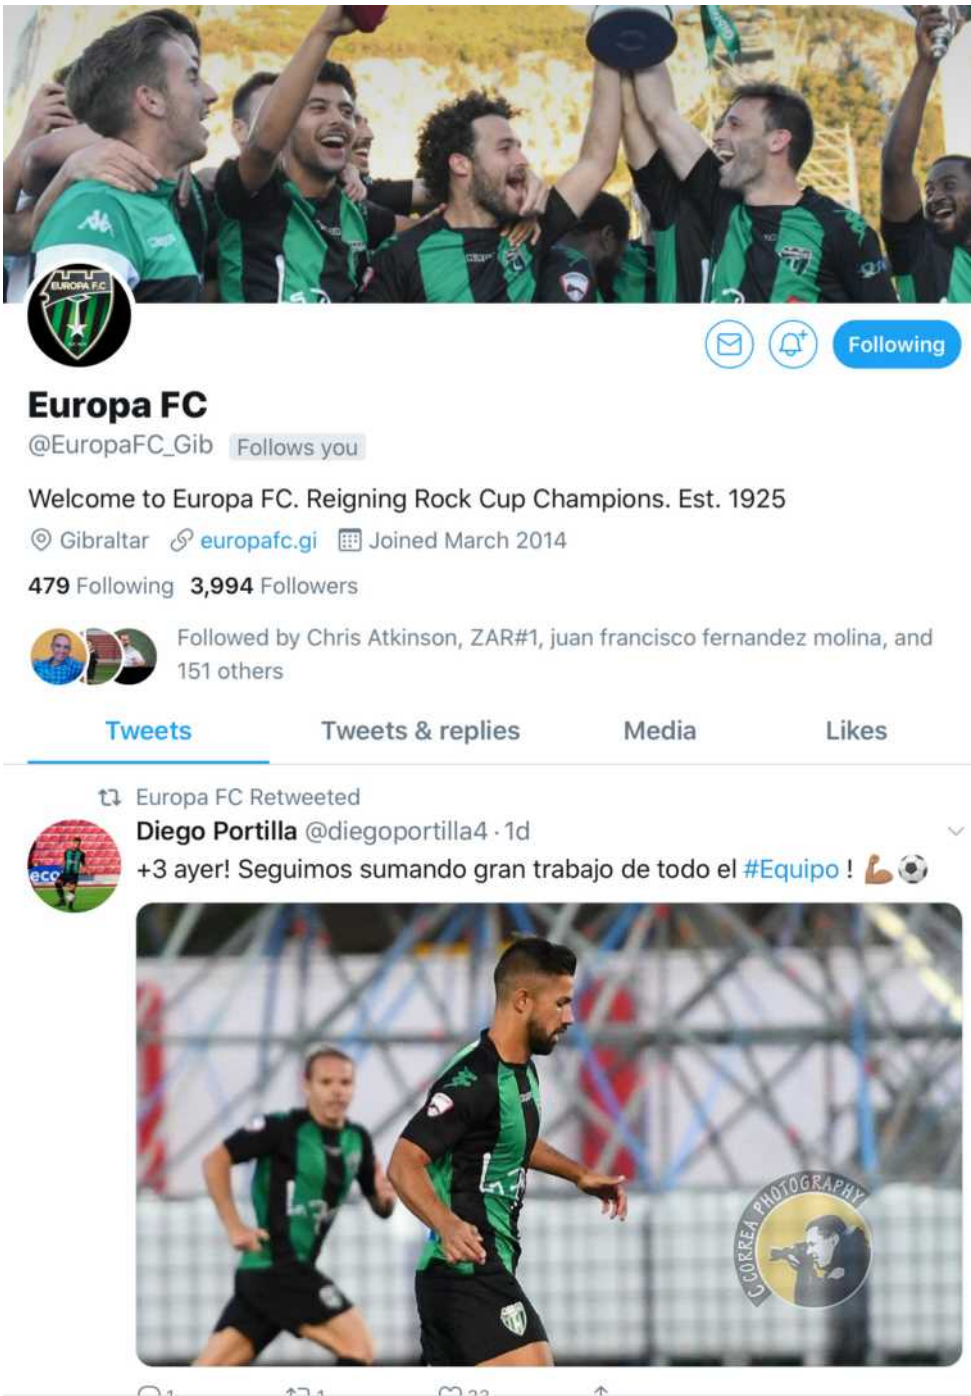 EUROPA F.C
Following
Europa FC
@EuropaFC_Gib Follows you
Welcome to Europa FC. Reigning Rock Cup Champions. Est. 1925
Gibraltar europafc.gi Joined March 2014
479 Following 3,994 Followers
Followed by Chris Atkinson, ZAR#1, juan francisco fernandez molina, and
151 others
Tweets Tweets & replies Media Likes
Europa FC Retweeted
Diego Portilla @diegoportilla4 · 1d
+3 ayer! Seguimos sumando gran trabajo de todo el #Equipo ! 💪🏽⚽
eco
C CORREA PHOTOGRAPHY